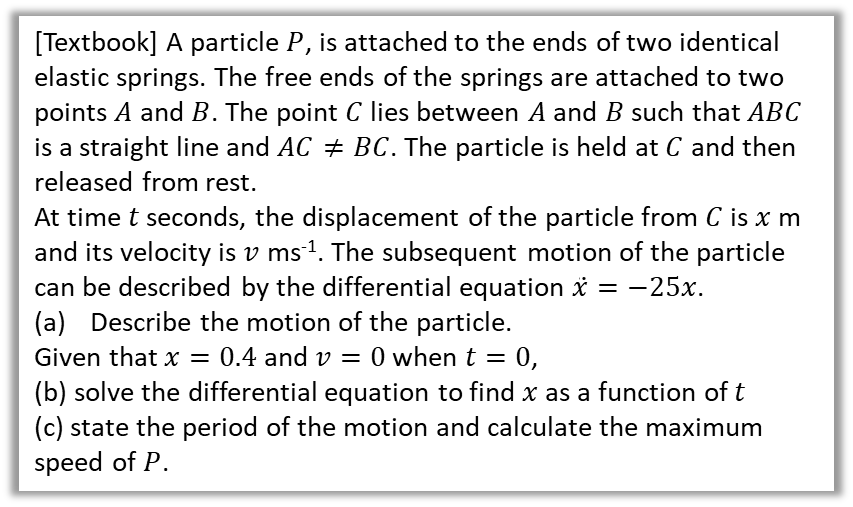 [Textbook] A particle P, is attached to the ends of two identical
elastic springs. The free ends of the springs are attached to two
points A and B. The point C lies between A and B such that ABC
is a straight line and AC ≠ BC. The particle is held at C and then
released from rest.
At time t seconds, the displacement of the particle from C is x m
and its velocity is v ms⁻¹. The subsequent motion of the particle
can be described by the differential equation ẋ = −25x.
(a) Describe the motion of the particle.
Given that x = 0.4 and v = 0 when t = 0,
(b) solve the differential equation to find x as a function of t
(c) state the period of the motion and calculate the maximum
speed of P.